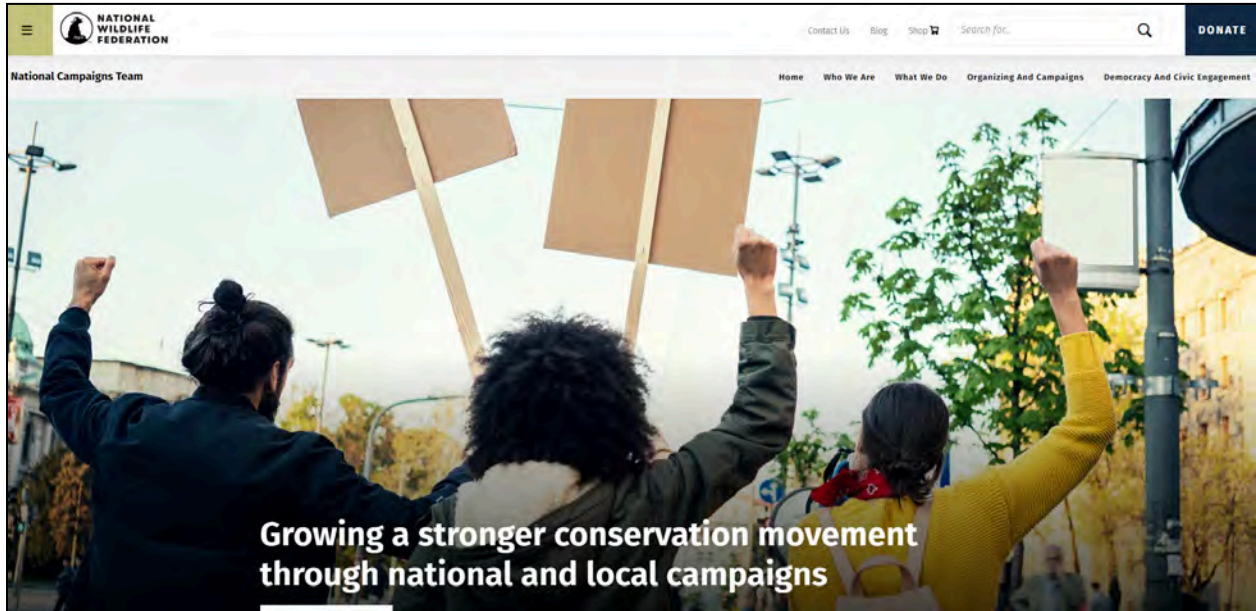 ☰
NATIONAL
WILDLIFE
FEDERATION
Contact Us Blog Shop Search for... DONATE
National Campaigns Team
Home Who We Are What We Do Organizing And Campaigns Democracy And Civic Engagement
Growing a stronger conservation movement
through national and local campaigns